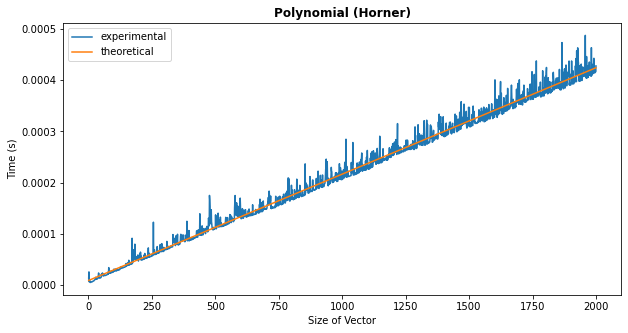 Polynomial (Horner)
experimental
theoretical
0.0005
0.0004
0.0003
0.0002
0.0001
0.0000
Time (s)
0 250 500 750 1000 1250 1500 1750 2000
Size of Vector